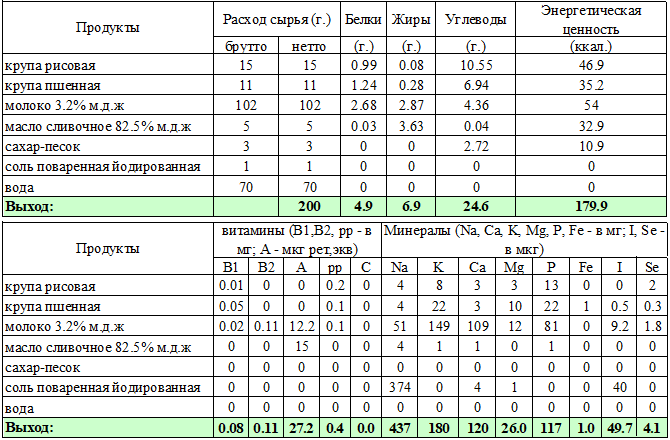 Продукты Расход сырья (г.) Белки Жиры Углеводы Энергетическая ценность
брутто нетто (г.) (г.) (г.) (ккал.)
крупа рисовая 15 15 0.99 0.08 10.55 46.9
крупа пшенная 11 11 1.24 0.28 6.94 35.2
молоко 3.2% м.д.ж 102 102 2.68 2.87 4.36 54
масло сливочное 82.5% м.д.ж 5 5 0.03 3.63 0.04 32.9
сахар-песок 3 3 0 0 2.72 10.9
соль поваренная йодированная 1 1 0 0 0 0
вода 70 70 0 0 0 0
Выход: 200 4.9 6.9 24.6 179.9
Продукты витамины (В1,В2, рр - в мг; А - мкг рет,экв) Минералы (Na, Ca, K, Mg, P, Fe - в мг; I, Se - в мкг)
В1 В2 А рр С Na K Ca Mg P Fe I Se
крупа рисовая 0.01 0 0 0.2 0 4 8 3 3 13 0 0 2
крупа пшенная 0.05 0 0 0.1 0 4 22 3 10 22 1 0.5 0.3
молоко 3.2% м.д.ж 0.02 0.11 12.2 0.1 0 51 149 109 12 81 0 9.2 1.8
масло сливочное 82.5% м.д.ж 0 0 15 0 0 4 1 1 0 1 0 0 0
сахар-песок 0 0 0 0 0 0 0 0 0 0 0 0 0
соль поваренная йодированная 0 0 0 0 0 374 0 4 1 0 0 40 0
вода 0 0 0 0 0 0 0 0 0 0 0 0 0
Выход: 0.08 0.11 27.2 0.4 0.0 437 180 120 26.0 117 1.0 49.7 4.1